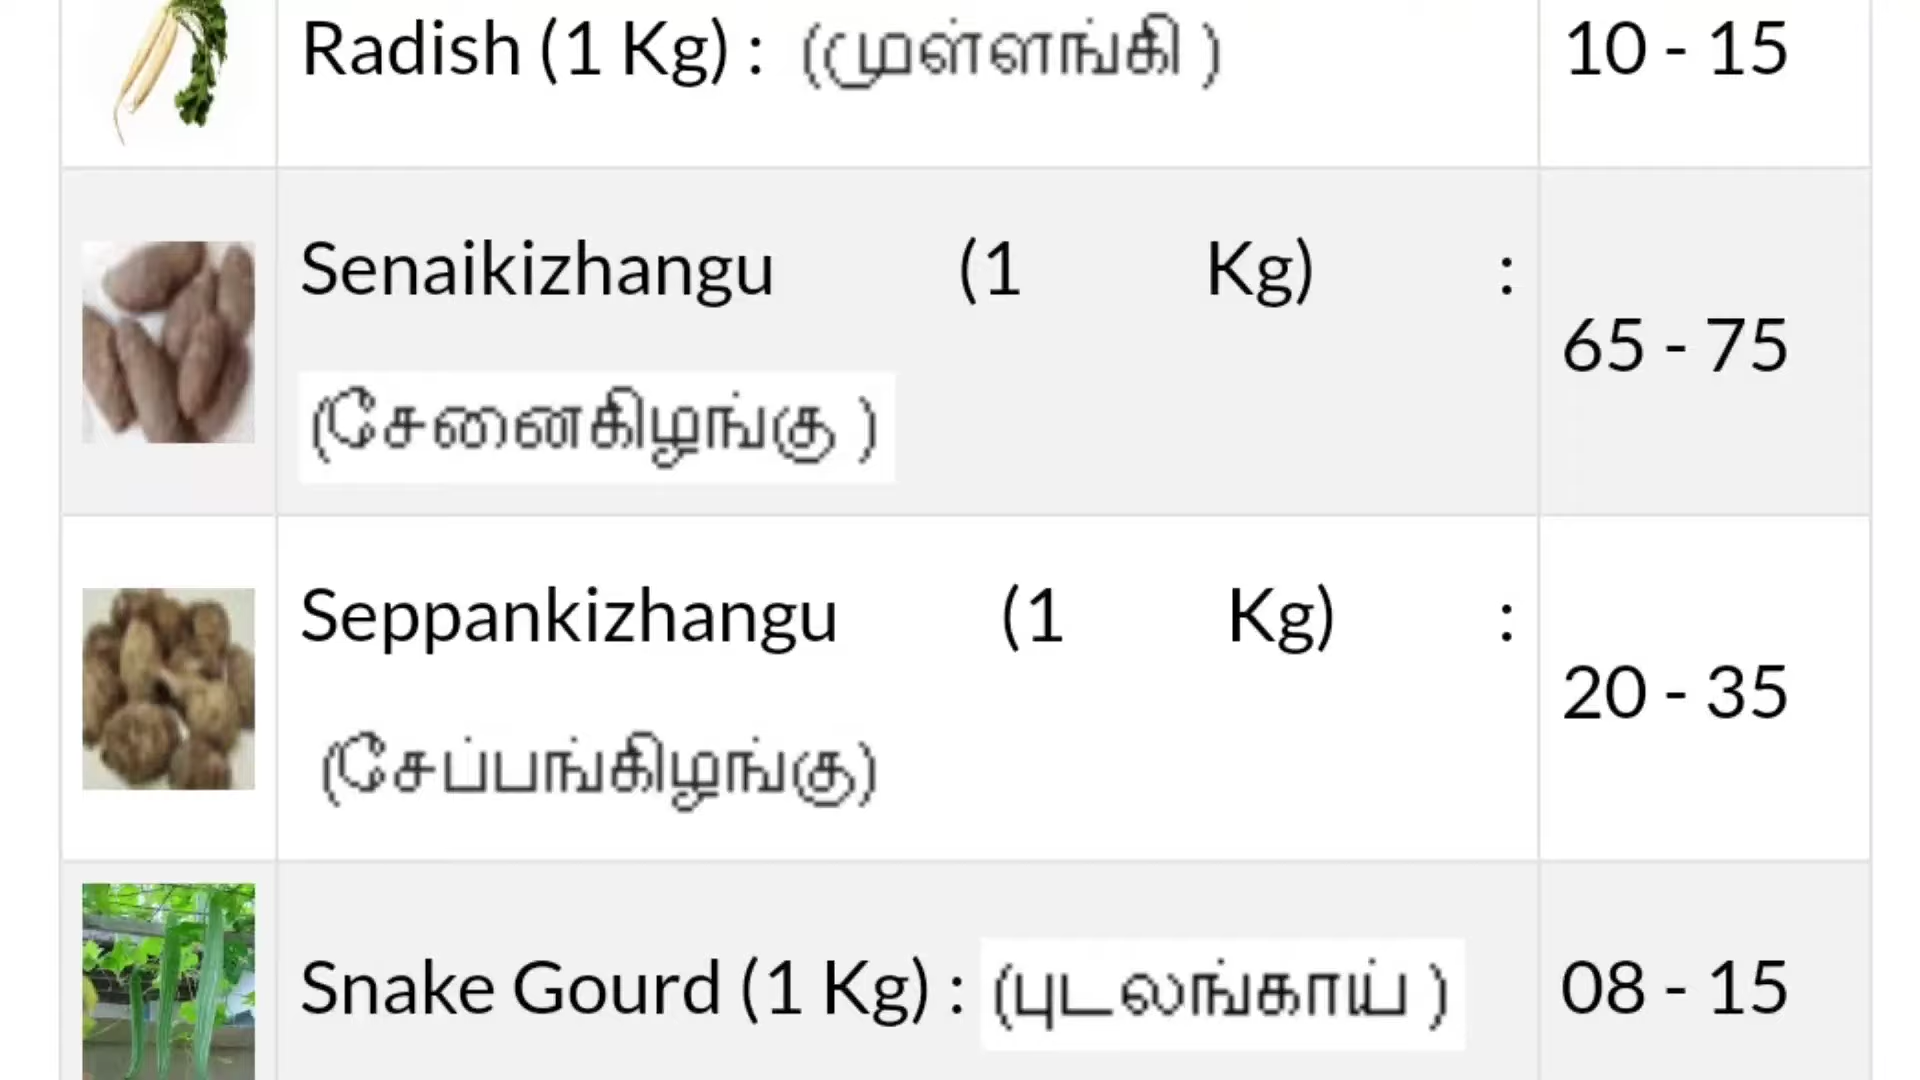 Radish (1 Kg) : (முள்ளங்கி )
10 - 15
Senaikizhangu (1 Kg) :
(சேனைகிழங்கு )
65 - 75
Seppankizhangu (1 Kg) :
(சேப்பங்கிழங்கு)
20 - 35
Snake Gourd (1 Kg) : (புடலங்காய் )
08 - 15